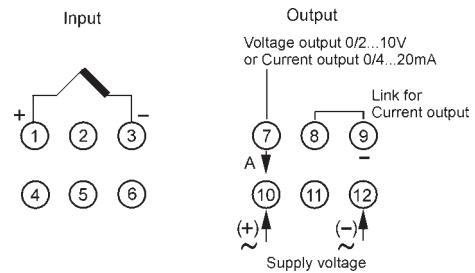 Input
Output
Voltage output 0/2...10V
or Current output 0/4...20mA
Link for
Current output
+ 1 2 3 −
7 8 9
−
A
4 5 6
10 11 12
(+) (−)
~ ~
Supply voltage